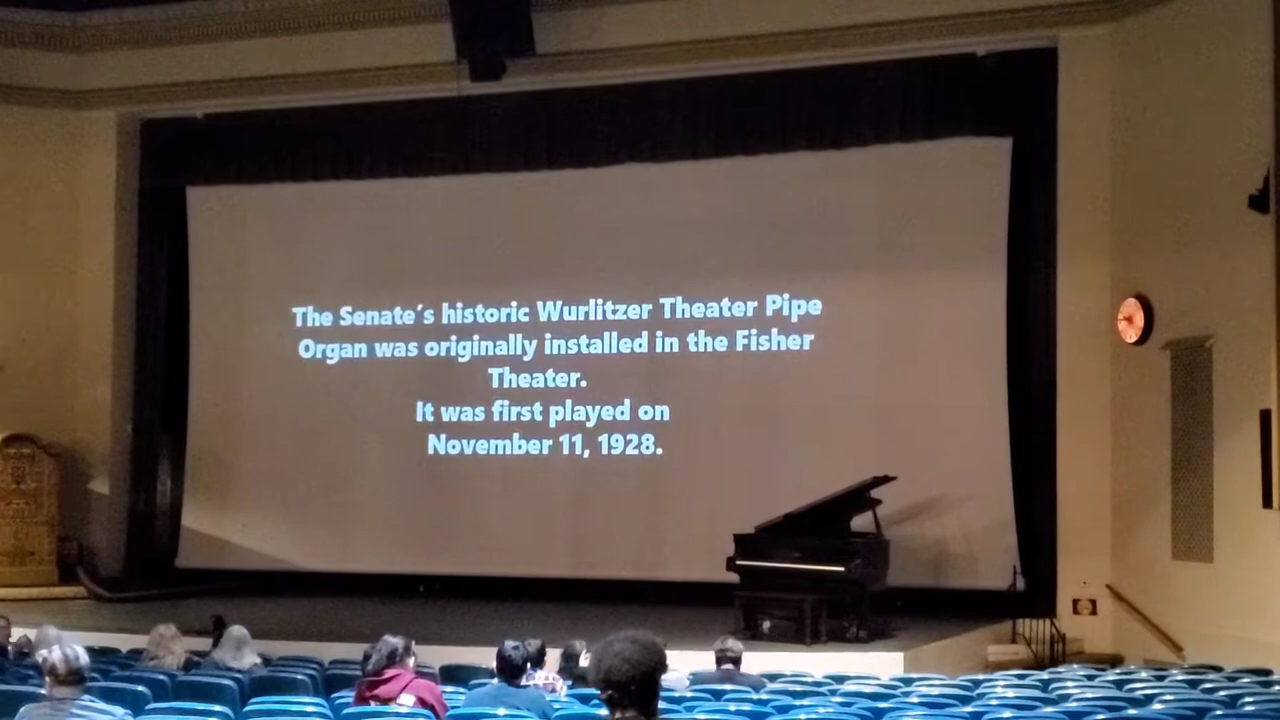 The Senate's historic Wurlitzer Theater Pipe
Organ was originally installed in the Fisher
Theater.
It was first played on
November 11, 1928.